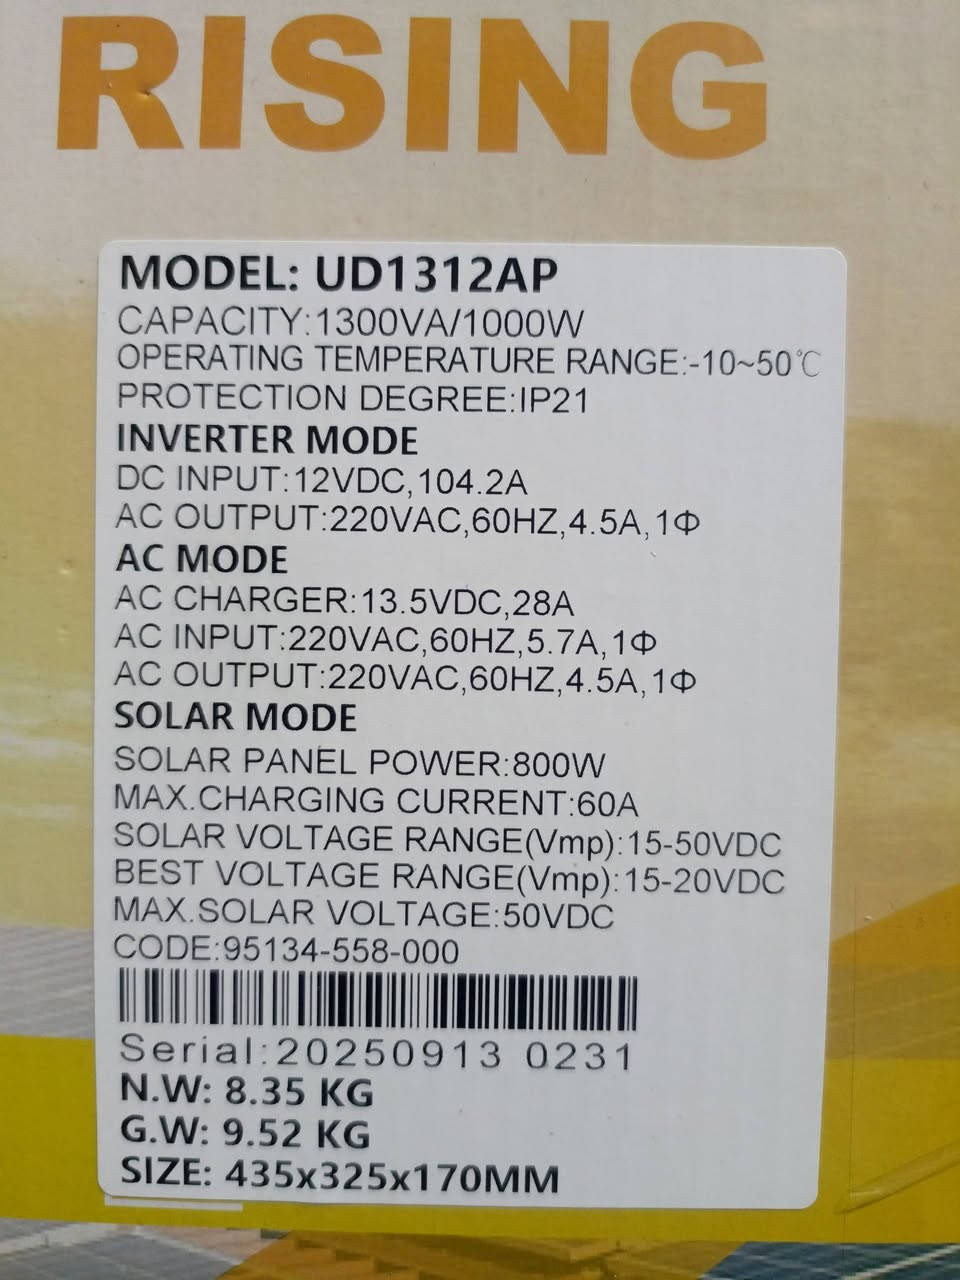 RISING
MODEL: UD1312AP
CAPACITY:1300VA/1000W
OPERATING TEMPERATURE RANGE:-10~50℃
PROTECTION DEGREE:IP21
INVERTER MODE
DC INPUT:12VDC,104.2A
AC OUTPUT:220VAC,60HZ,4.5A,1Φ
AC MODE
AC CHARGER:13.5VDC,28A
AC INPUT:220VAC,60HZ,5.7A,1Φ
AC OUTPUT:220VAC,60HZ,4.5A,1Φ
SOLAR MODE
SOLAR PANEL POWER:800W
MAX.CHARGING CURRENT:60A
SOLAR VOLTAGE RANGE(Vmp):15-50VDC
BEST VOLTAGE RANGE(Vmp):15-20VDC
MAX.SOLAR VOLTAGE:50VDC
CODE:95134-558-000
Serial:20250913 0231
N.W: 8.35 KG
G.W: 9.52 KG
SIZE: 435x325x170MM